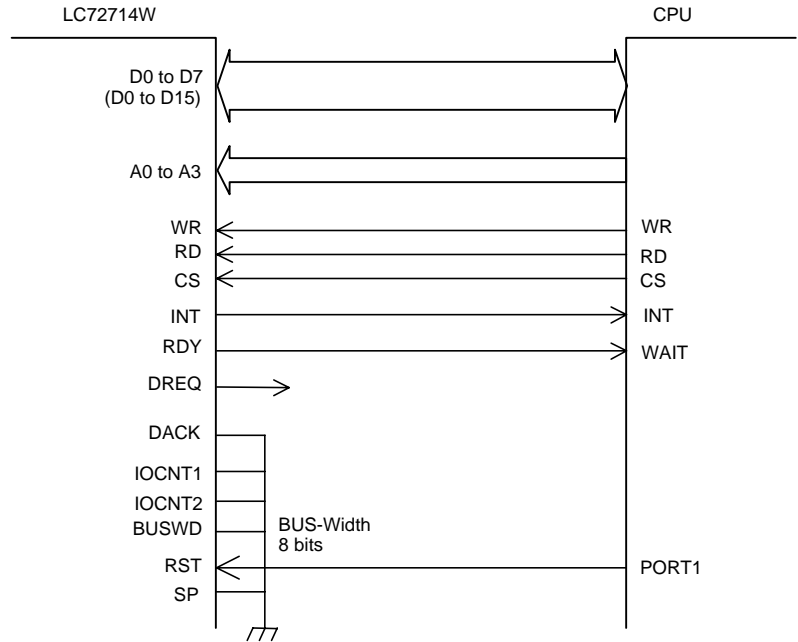 LC72714W
CPU
D0 to D7
(D0 to D15)
A0 to A3
WR
WR
RD
RD
CS
CS
INT
INT
RDY
WAIT
DREQ
DACK
IOCNT1
IOCNT2
BUSWD
BUS-Width
8 bits
RST
PORT1
SP